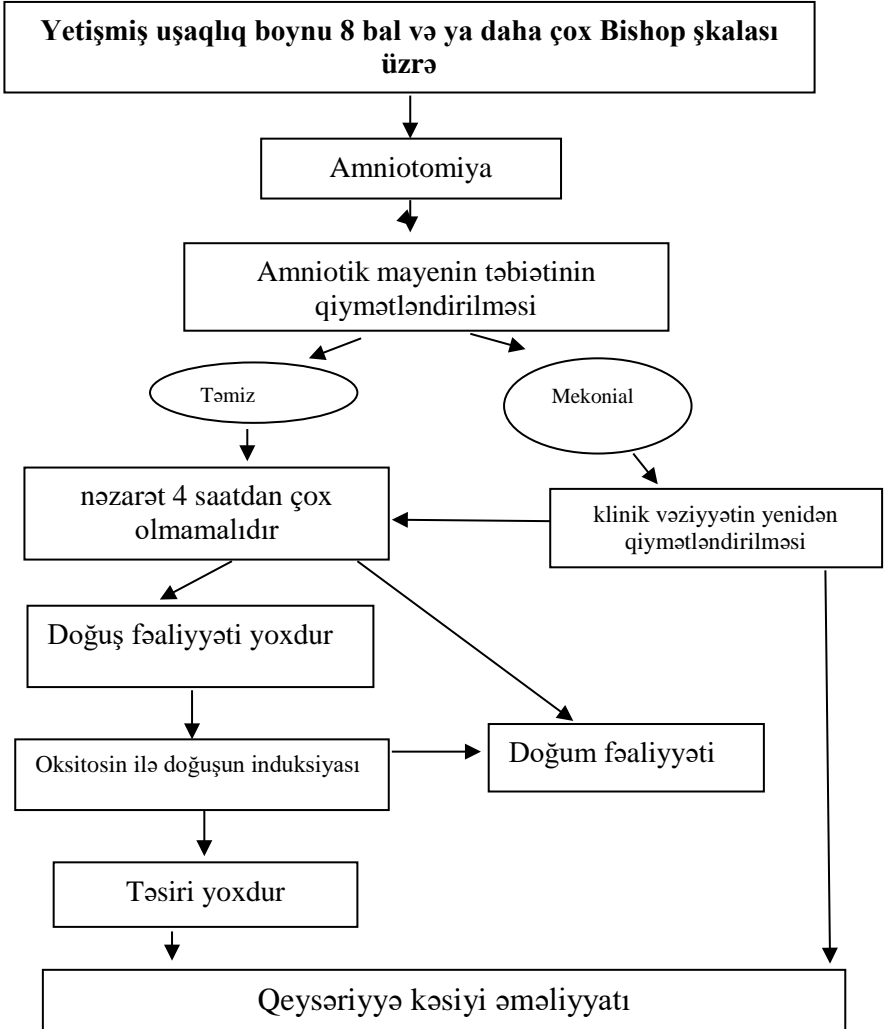 Yetişmiş uşaqlıq boynu 8 bal və ya daha çox Bishop şkalası
üzrə
Amniotomiya
Amniotik mayenin təbiətinin
qiymətləndirilməsi
Təmiz
Mekonial
nəzarət 4 saatdan çox
olmamalıdır
klinik vəziyyətin yenidən
qiymətləndirilməsi
Doğuş fəaliyyəti yoxdur
Oksitosin ilə doğuşun induksiyası
Doğum fəaliyyəti
Təsiri yoxdur
Qeysəriyyə kəsiyi əməliyyatı